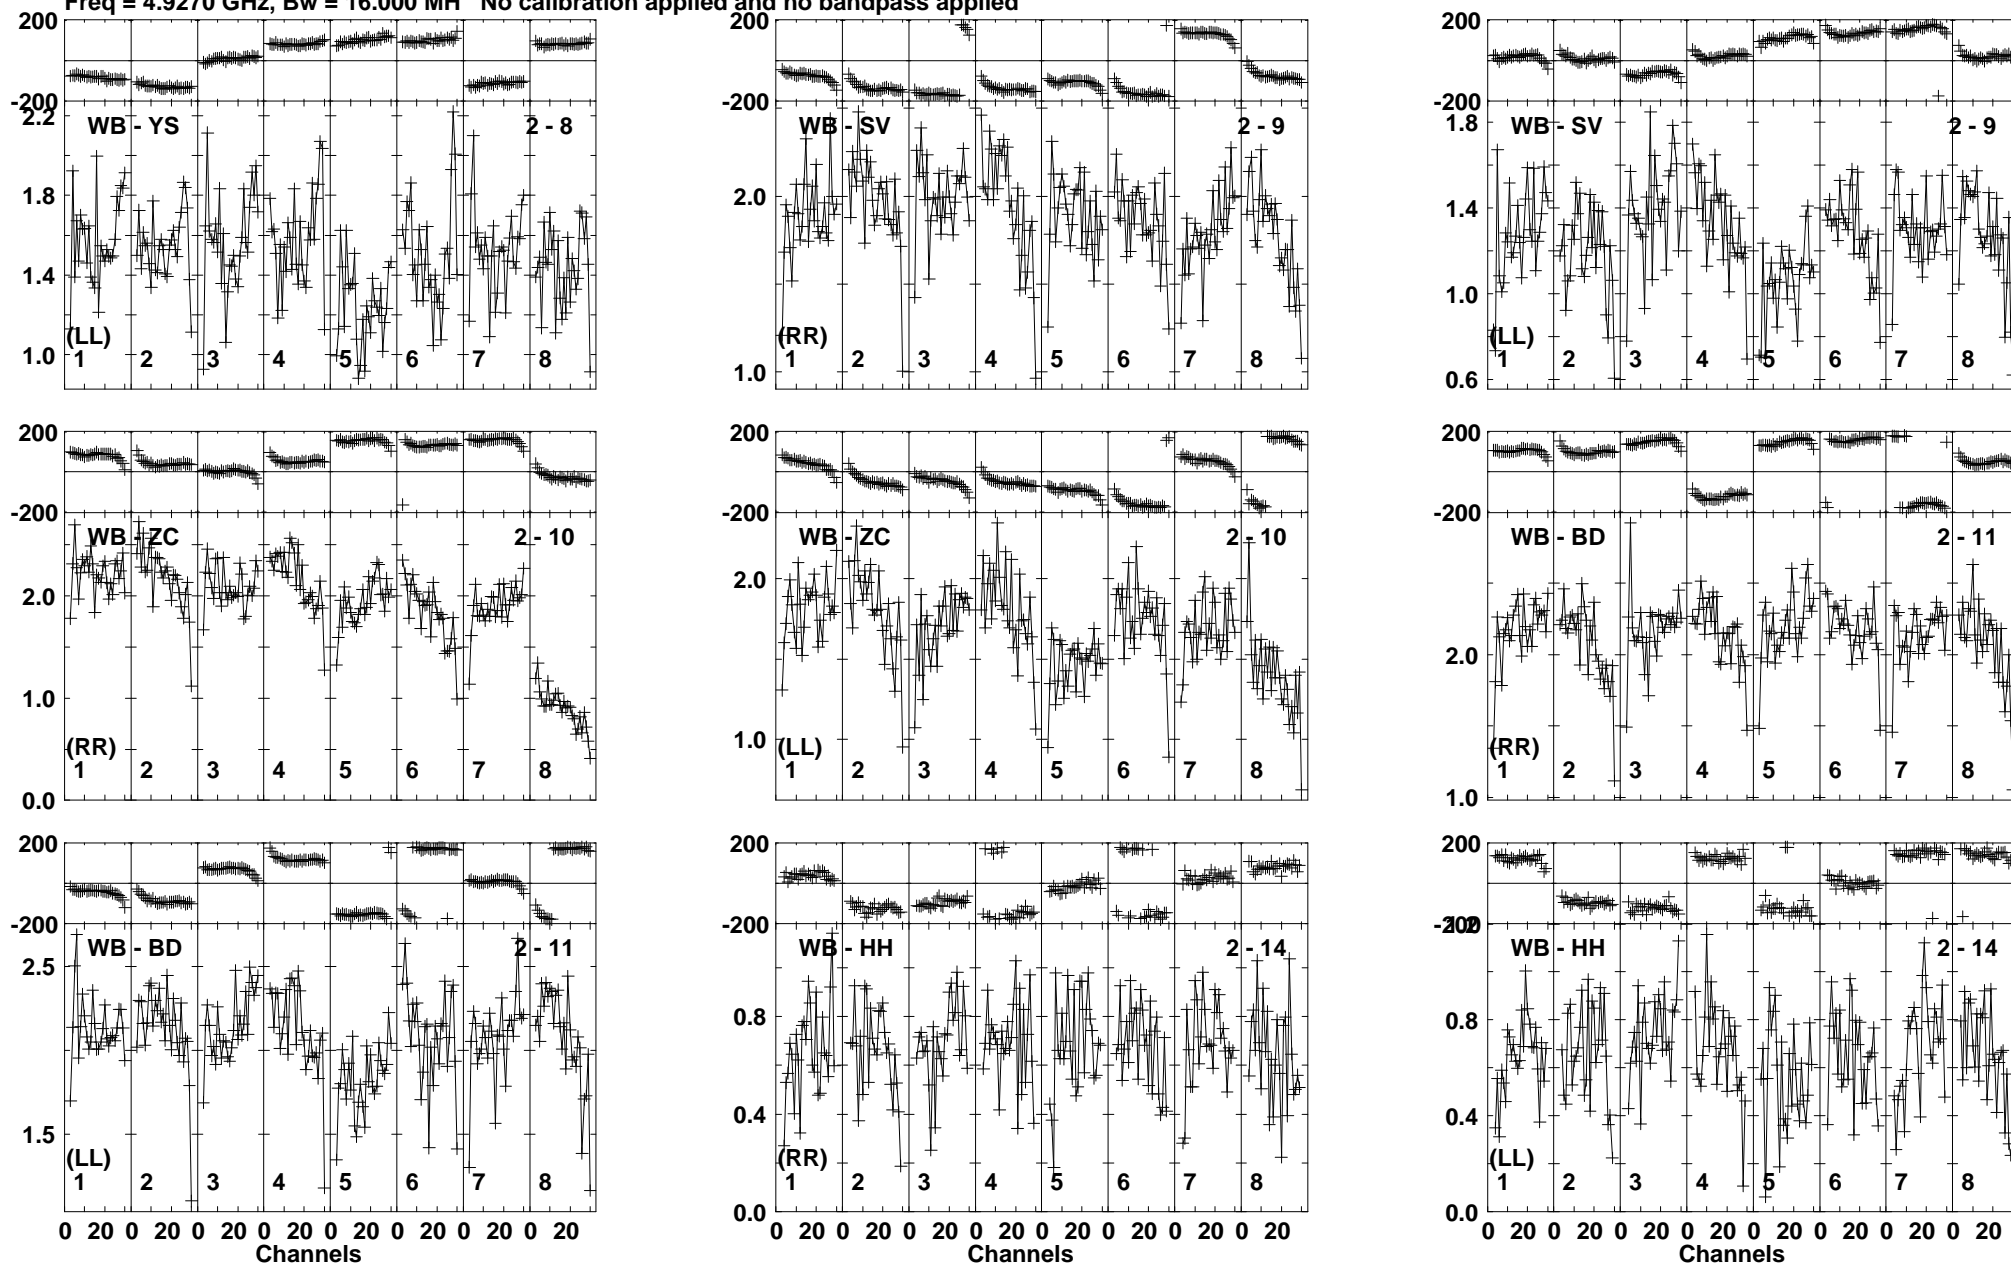 Freq = 4.9270 GHz, Bw = 16.000 MH No calibration applied and no bandpass applied
200 200 200
-200 -200 -200
2.2 1.8 1.4 1.0
WB - YS 2 - 8
(LL)
1 2 3 4 5 6 7 8
2.0 1.0
WB - SV 2 - 9
(RR)
1 2 3 4 5 6 7 8
1.8 1.4 1.0 0.6
WB - SV 2 - 9
(LL)
1 2 3 4 5 6 7 8
200 200 200
-200 -200 -200
2.0 1.0 0.0
WB - ZC 2 - 10
(RR)
1 2 3 4 5 6 7 8
2.0 1.0
WB - ZC 2 - 10
(LL)
1 2 3 4 5 6 7 8
2.0 1.0
WB - BD 2 - 11
(RR)
1 2 3 4 5 6 7 8
200 200 200
-200 -200 -200
2.5 1.5
WB - BD 2 - 11
(LL)
1 2 3 4 5 6 7 8
0.8 0.4 0.0
WB - HH 2 - 14
(RR)
1 2 3 4 5 6 7 8
1.2 0.8 0.4 0.0
WB - HH 2 - 14
(LL)
1 2 3 4 5 6 7 8
0 20 0 20 0 20 0 20 0 20 0 20 0 20 0 20
0 20 0 20 0 20 0 20 0 20 0 20 0 20 0 20
0 20 0 20 0 20 0 20 0 20 0 20 0 20 0 20
Channels Channels Channels